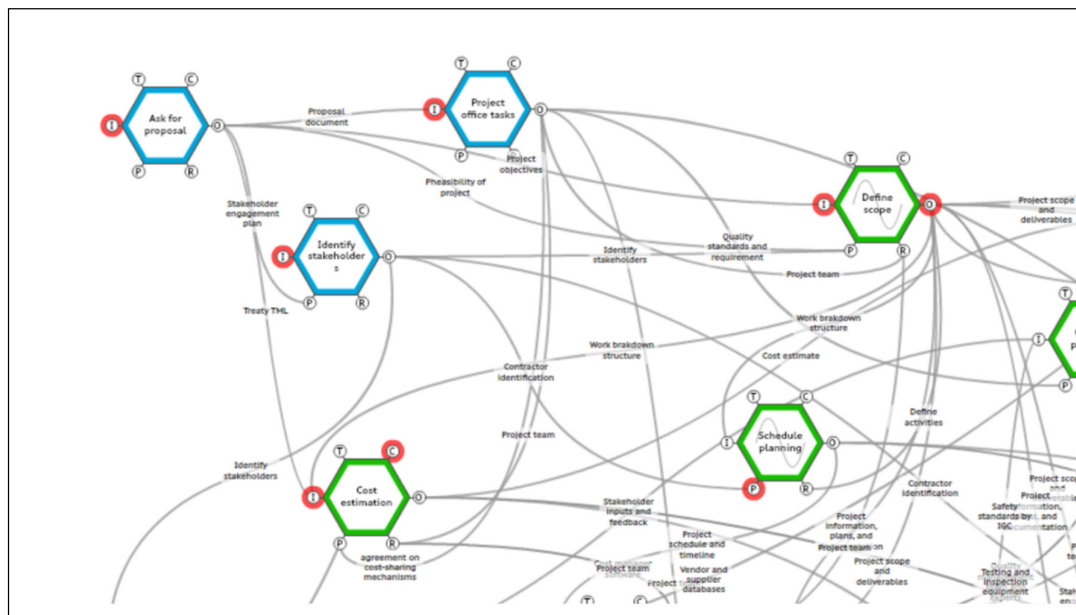 T
C
Ask for
proposal
I
O
P
R
Proposal
document
T
C
Project
office tasks
I
O
P
R
Project
objectives
Pheasibility of
project
Stakeholder
engagement
plan
T
C
Identify
stakeholder
s
I
O
P
R
Treaty TML
T
C
Define
scope
I
O
P
R
Project scope
and
deliverables
Quality
standards and
requirement
Identify
stakeholders
Project team
Work brakdown
structure
Work brakdown
structure
Cost estimate
Contractor
identification
T
I
P
T
C
Schedule
planning
I
O
P
R
Define
activities
Project team
Identify
stakeholders
T
C
Cost
estimation
I
O
P
R
agreement on
cost-sharing
mechanisms
Contractor
identification
Stakeholder
inputs and
feedback
Project
schedule and
timeline
Project
information,
plans, and
Project team
Project scope
and
deliverables
Safety
standards by
IGC
Project team
Vendor and
supplier
databases
Testing and
inspection
equipment
T
C